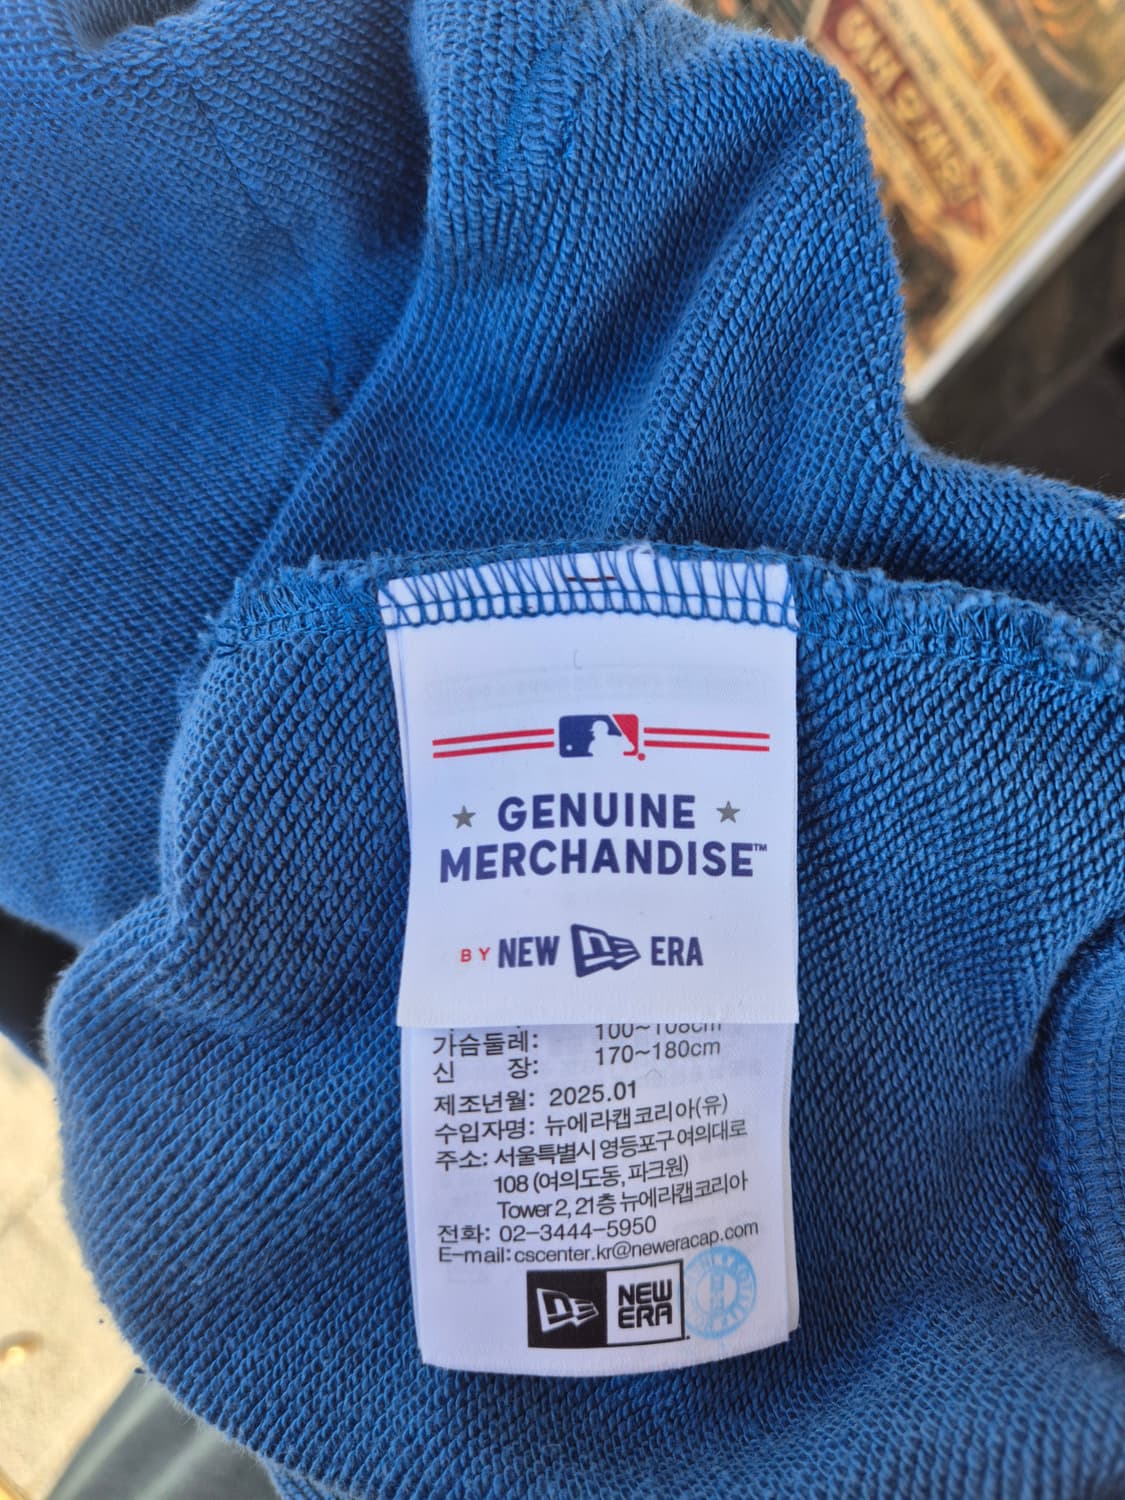 GENUINE
MERCHANDISE™
BY NEW ERA
100~108cm
가슴둘레:
신 장: 170~180cm
제조년월: 2025.01
수입자명: 뉴에라캡코리아(유)
주소: 서울특별시 영등포구 여의대로
108 (여의도동, 파크원)
Tower 2, 21층 뉴에라캡코리아
전화: 02-3444-5950
E-mail: cscenter.kr@neweracap.com
NEW
ERA